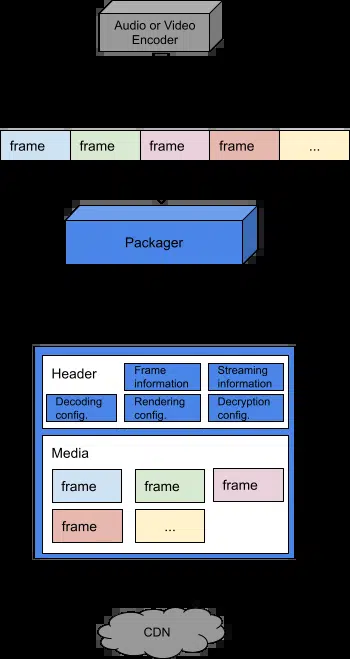 Audio or Video
Encoder
frame frame frame frame ...
Packager
Header
Frame
information
Streaming
information
Decoding
config.
Rendering
config.
Decryption
config.
Media
frame frame frame
frame ...
CDN